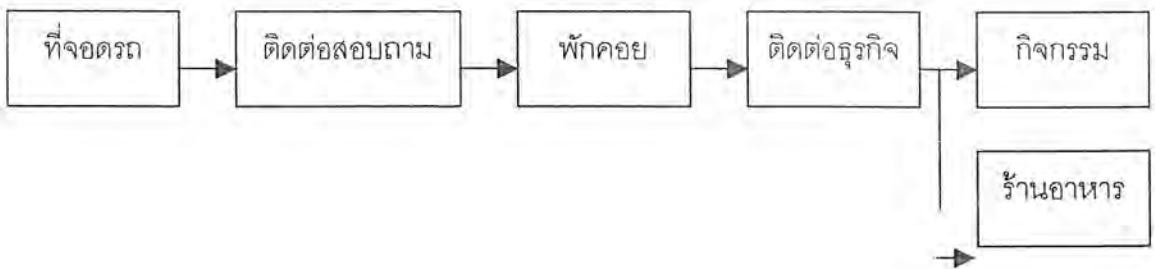 ที่จอดรถ
ติดต่อสอบถาม
พักคอย
ติดต่อธุรกิจ
กิจกรรม
ร้านอาหาร